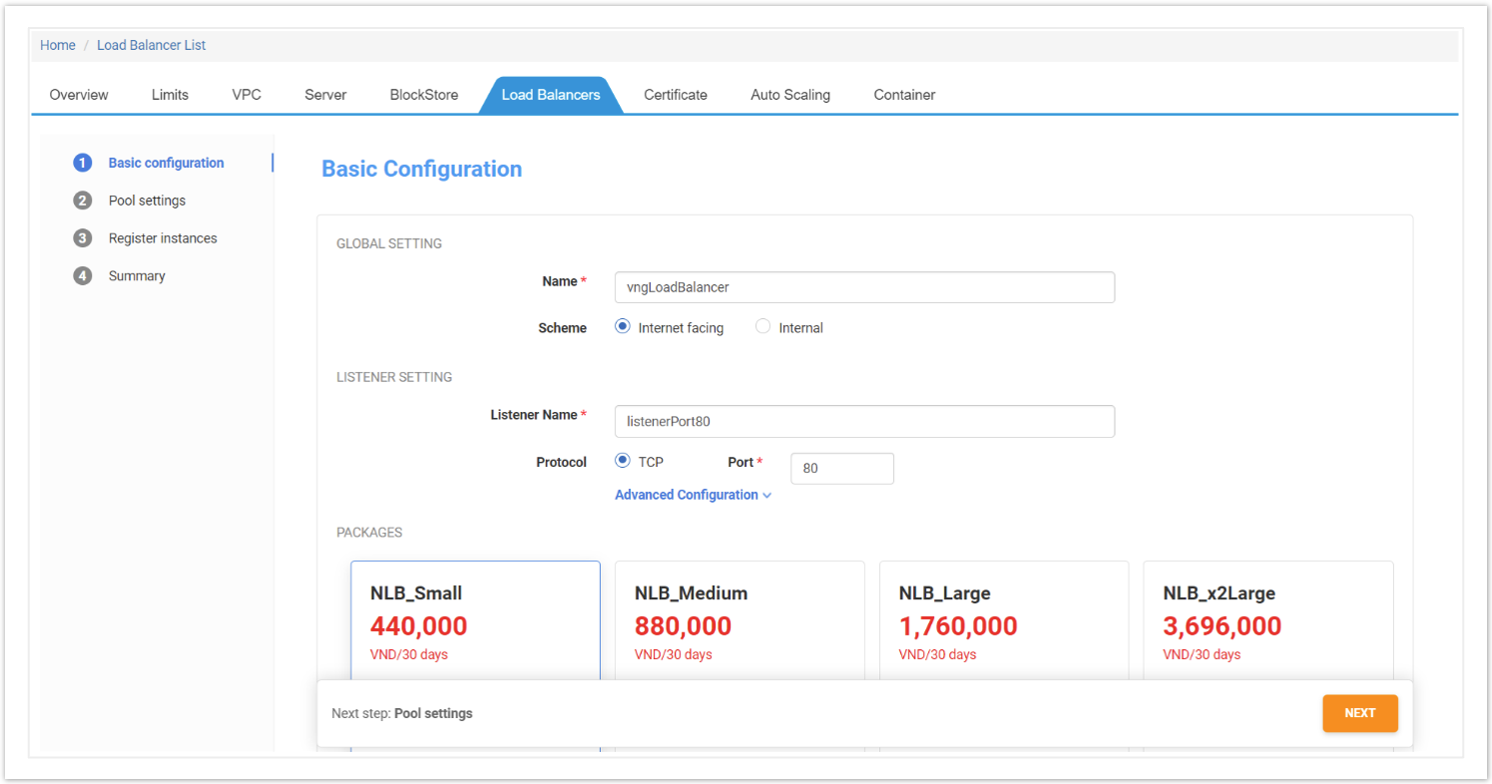 Home / Load Balancer List
Overview Limits VPC Server BlockStore Load Balancers Certificate Auto Scaling Container
1 Basic configuration
2 Pool settings
3 Register instances
4 Summary
Basic Configuration
GLOBAL SETTING
Name * vngLoadBalancer
Scheme Internet facing Internal
LISTENER SETTING
Listener Name * listenerPort80
Protocol TCP Port * 80
Advanced Configuration
PACKAGES
NLB_Small NLB_Medium NLB_Large NLB_x2Large
440,000 880,000 1,760,000 3,696,000
VND/30 days VND/30 days VND/30 days VND/30 days
Next step: Pool settings NEXT